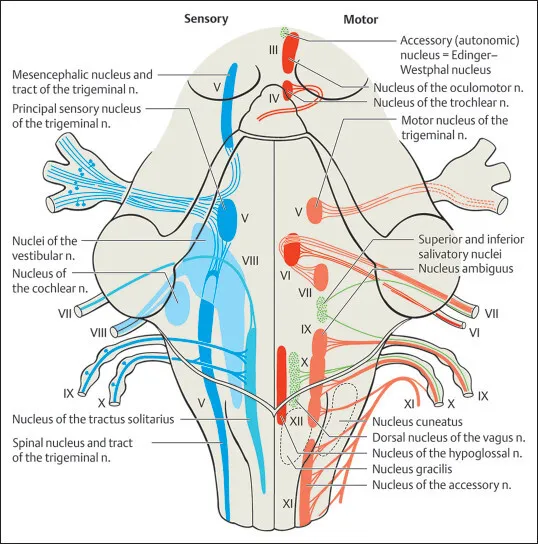 Sensory
Motor
Mesencephalic nucleus and
tract of the trigeminal n.
Principal sensory nucleus
of the trigeminal n.
Nuclei of the
vestibular n.
Nucleus of
the cochlear n.
VII
VIII
IX
X
Nucleus of the tractus solitarius
Spinal nucleus and tract
of the trigeminal n.
V
V
VIII
V
III
IV
V
VI
VII
IX
X
XII
XI
Accessory (autonomic)
nucleus = Edinger–
Westphal nucleus
Nucleus of the oculomotor n.
Nucleus of the trochlear n.
Motor nucleus of the
trigeminal n.
Superior and inferior
salivatory nuclei
Nucleus ambiguus
VII
VI
IX
X
XI
Nucleus cuneatus
Dorsal nucleus of the vagus n.
Nucleus of the hypoglossal n.
Nucleus gracilis
Nucleus of the accessory n.